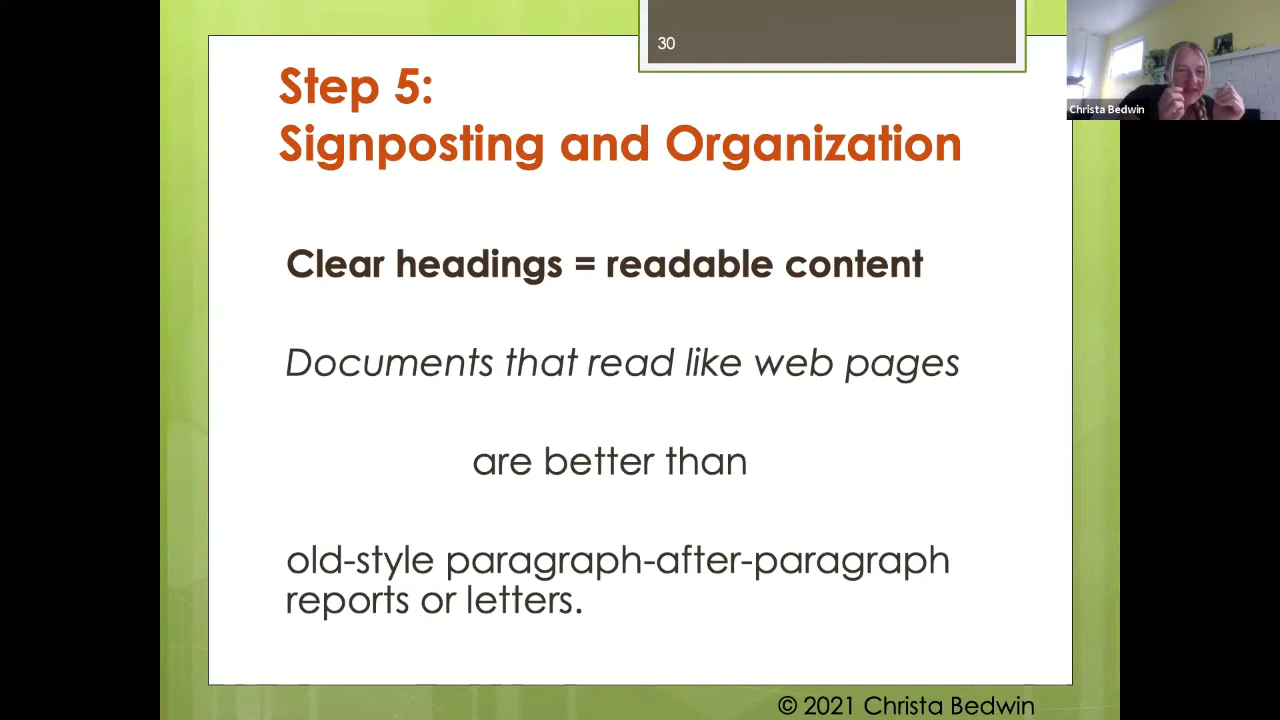 30
Step 5:
Signposting and Organization
Clear headings = readable content
Documents that read like web pages
are better than
old-style paragraph-after-paragraph
reports or letters.
© 2021 Christa Bedwin
Christa Bedwin